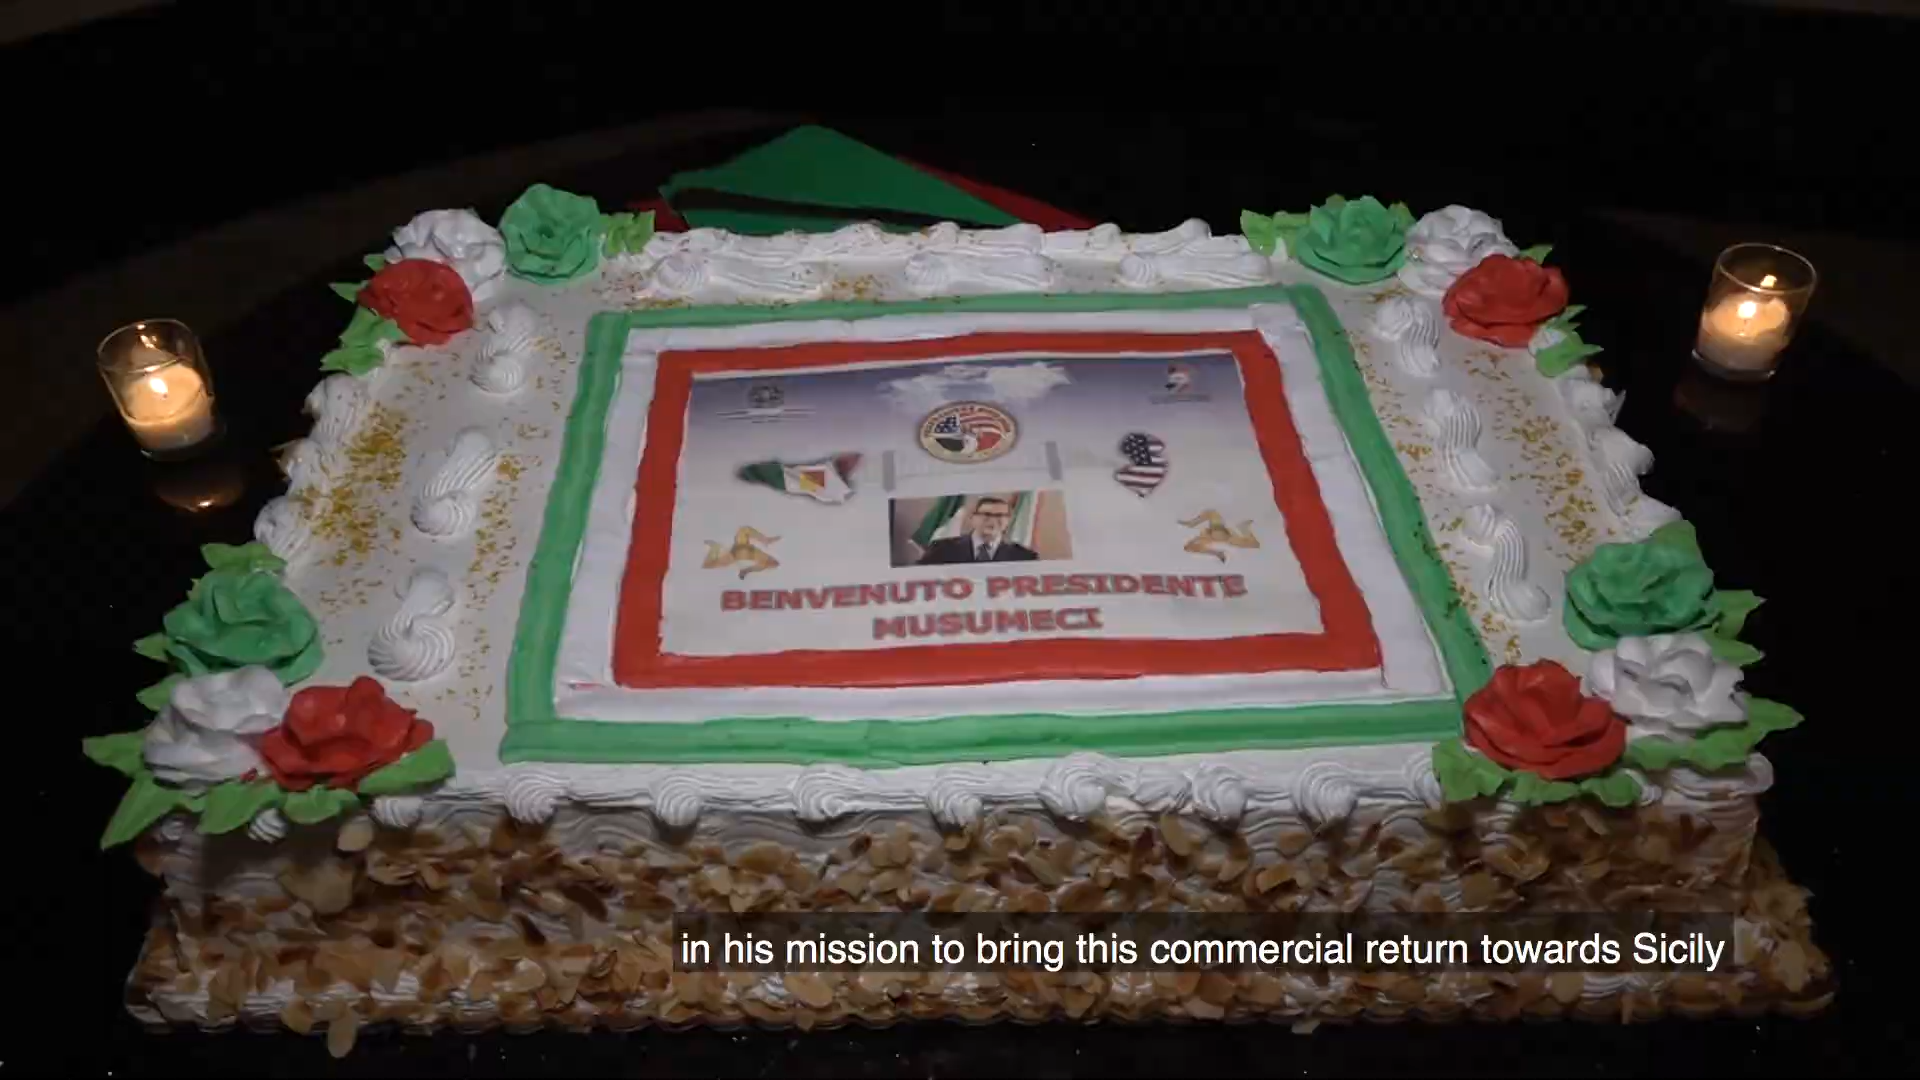 BENVENUTO PRESIDENTE
MUSUMECI
in his mission to bring this commercial return towards Sicily